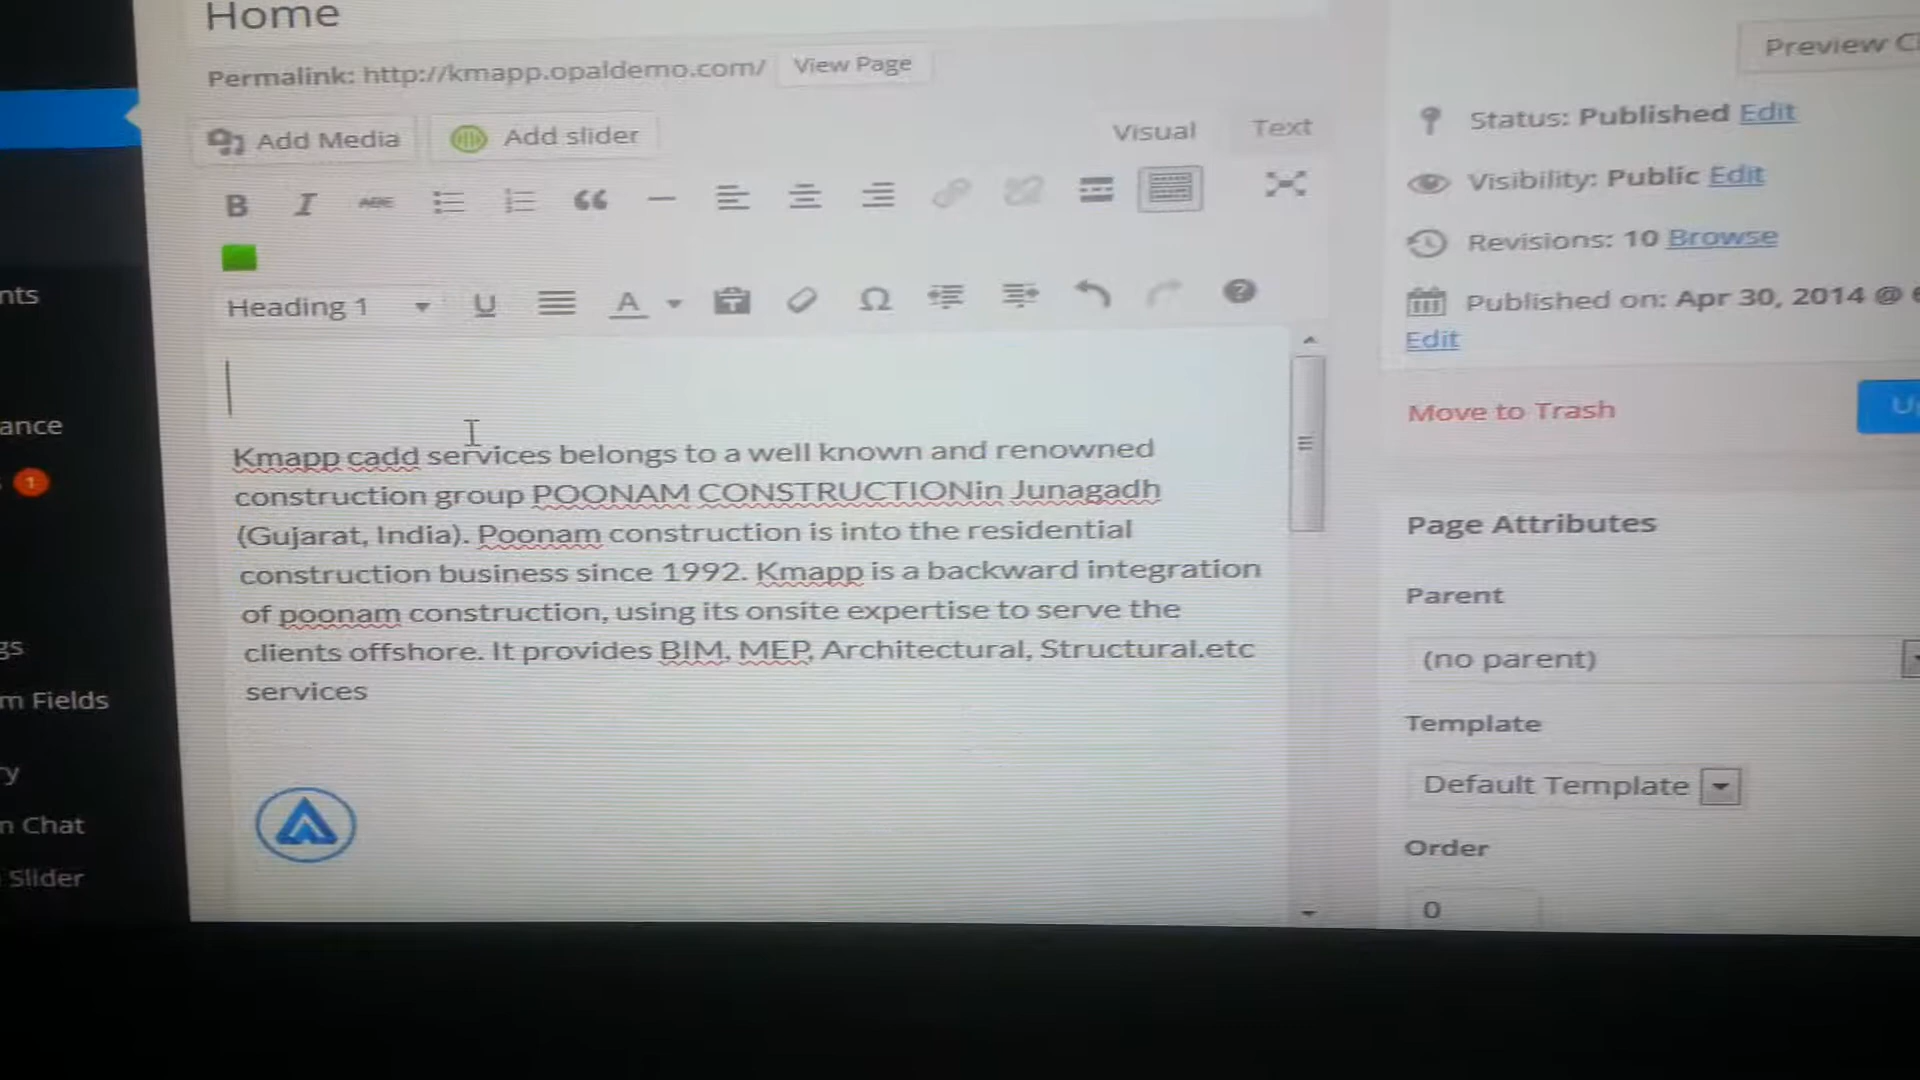 Home
Permalink: http://kmapp.opaldemo.com/ View Page
Preview
Add Media Add slider
Visual Text
Status: Published Edit
Visibility: Public Edit
Revisions: 10 Browse
Published on: Apr 30, 2014 @
Edit
B I ABC
Heading 1 U A
Move to Trash
Kmapp cadd services belongs to a well known and renowned
construction group POONAM CONSTRUCTIONin Junagadh
(Gujarat, India). Poonam construction is into the residential
construction business since 1992. Kmapp is a backward integration
of poonam construction, using its onsite expertise to serve the
clients offshore. It provides BIM, MEP, Architectural, Structural.etc
services
Page Attributes
Parent
(no parent)
Template
Default Template
Order
0
nts
ance
1
gs
m Fields
ry
n Chat
Slider